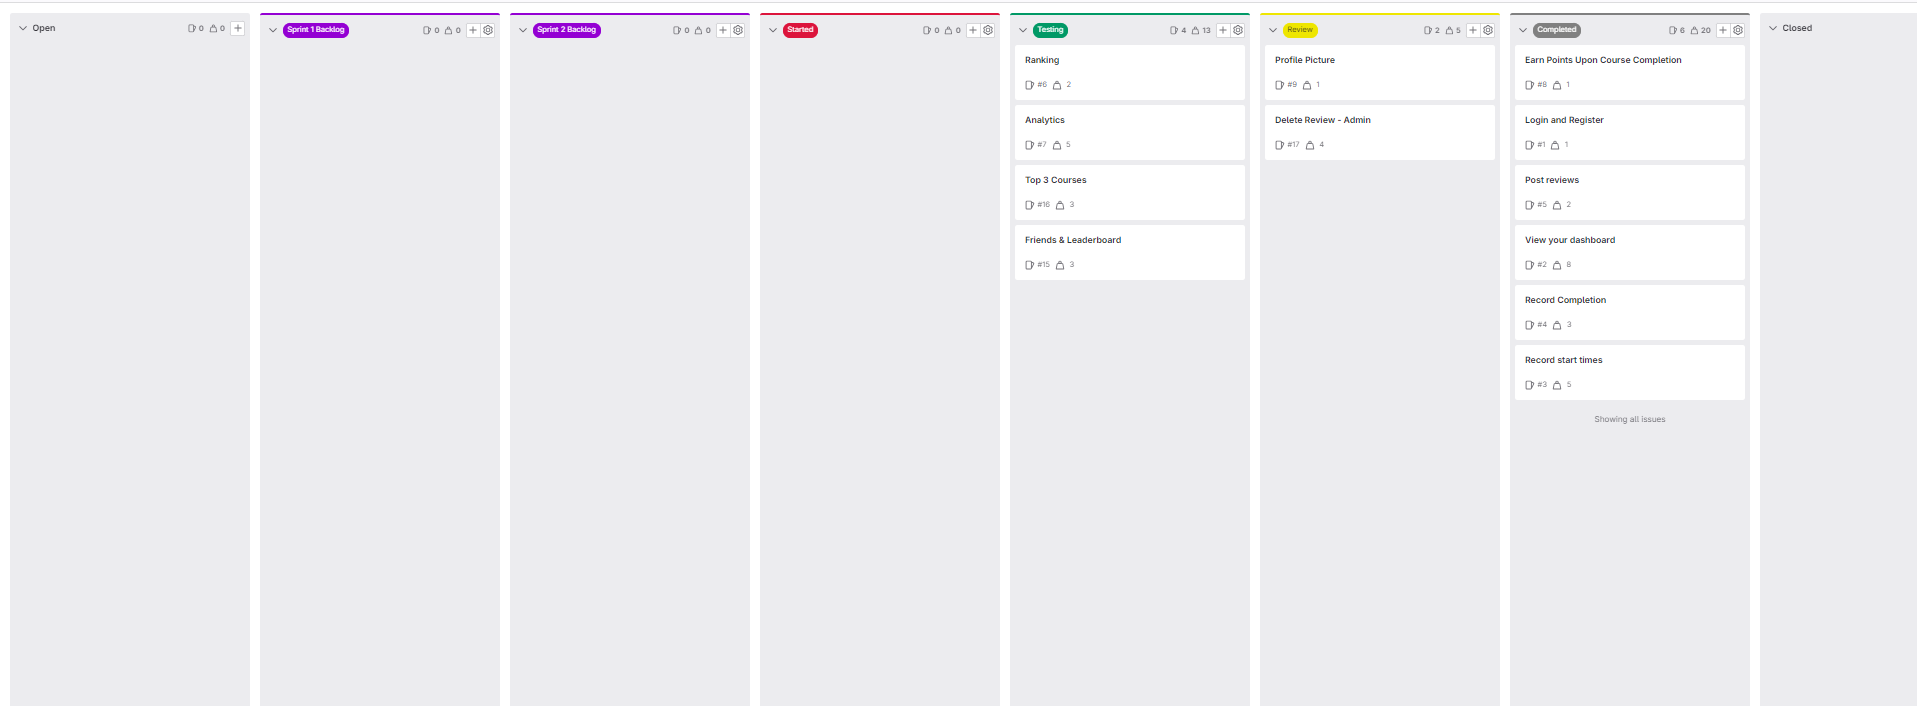 Open 0 0
Sprint 1 Backlog 0 0
Sprint 2 Backlog 0 0
Started 0 0
Testing 4 13
Ranking
#6 2
Analytics
#7 5
Top 3 Courses
#16 3
Friends & Leaderboard
#15 3
Review 2 5
Profile Picture
#9 1
Delete Review - Admin
#17 4
Completed 6 20
Earn Points Upon Course Completion
#8 1
Login and Register
#1 1
Post reviews
#5 2
View your dashboard
#2 8
Record Completion
#4 3
Record start times
#3 5
Showing all issues
Closed